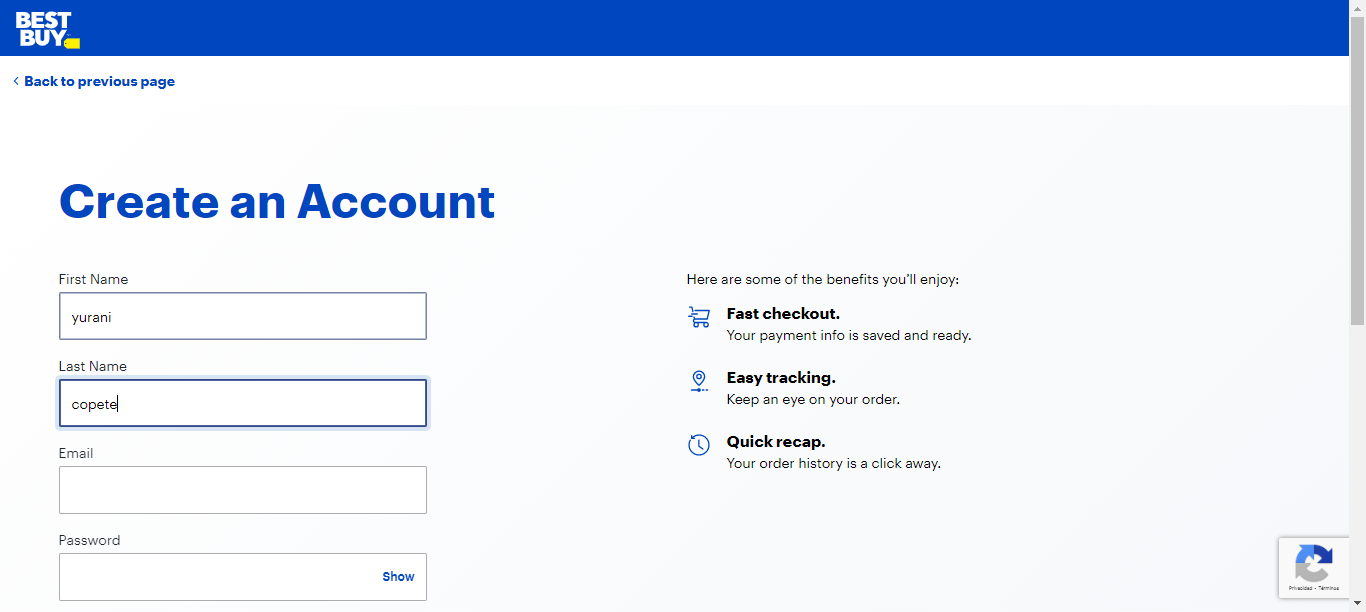 BEST
BUY
Back to previous page
Create an Account
First Name
yurani
Last Name
copete
Email
Password
Show
Here are some of the benefits you'll enjoy:
Fast checkout.
Your payment info is saved and ready.
Easy tracking.
Keep an eye on your order.
Quick recap.
Your order history is a click away.
Privacidad - Términos